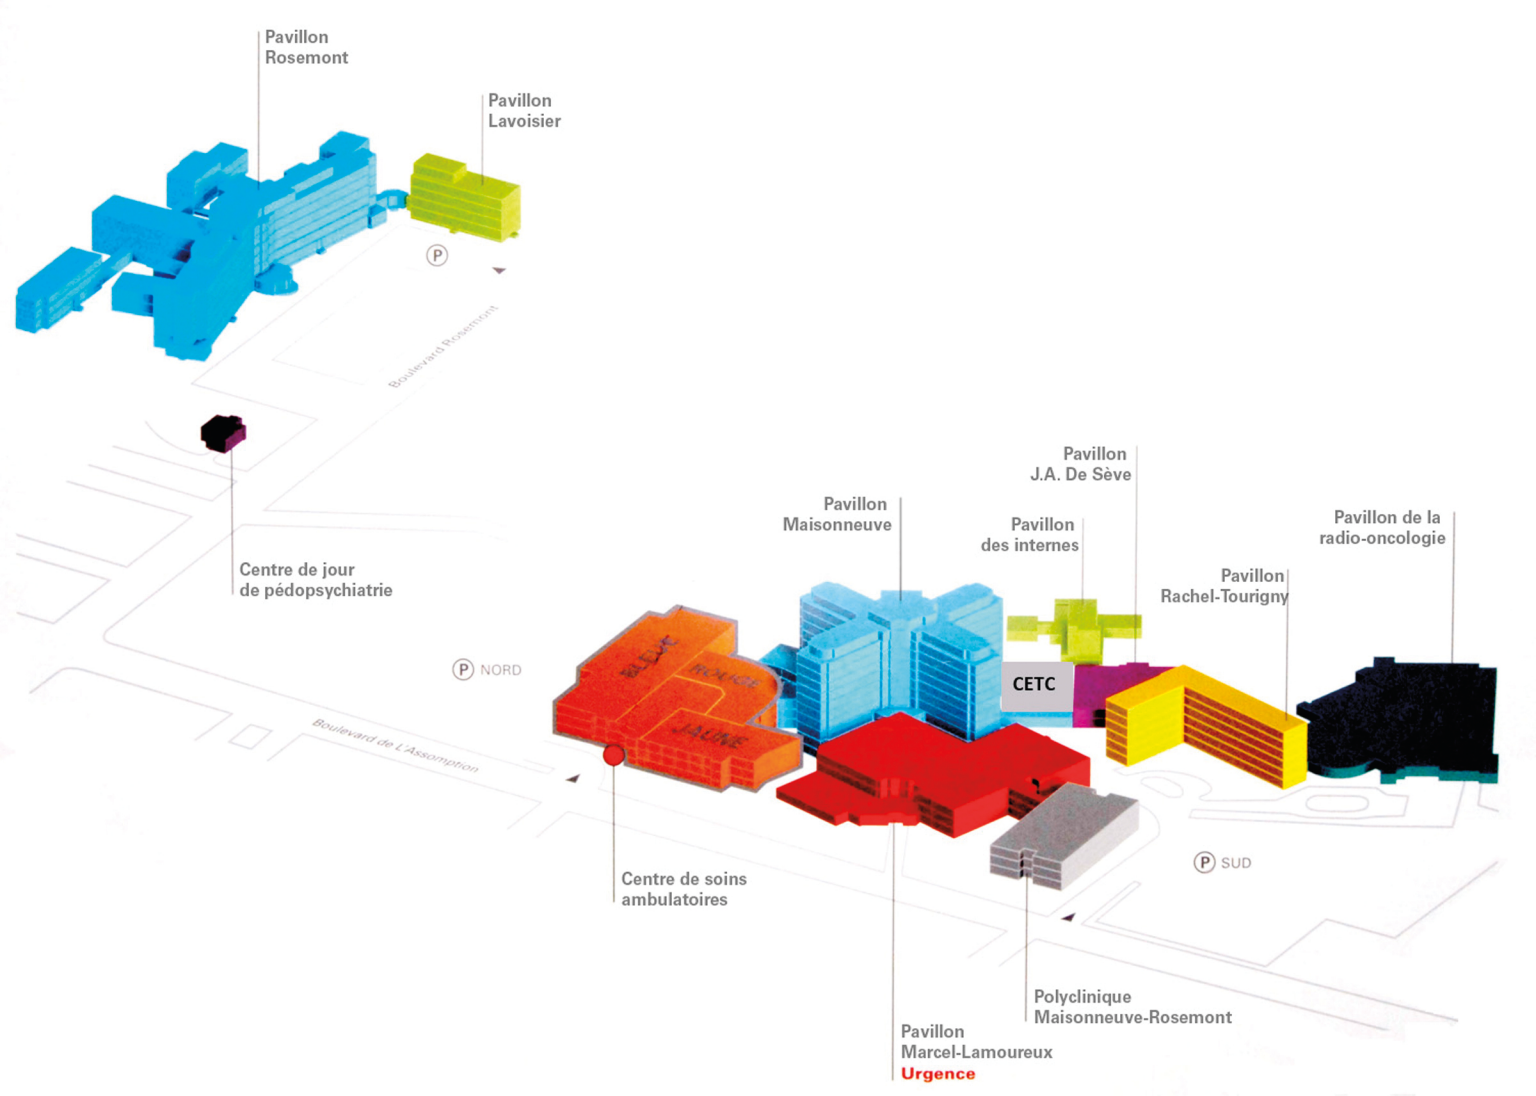 Pavillon
Rosemont
Pavillon
Lavoisier
P
Boulevard Rosemont
Centre de jour
de pédopsychiatrie
Pavillon
J.A. De Sève
Pavillon
Maisonneuve
Pavillon
des internes
Pavillon de la
radio-oncologie
Pavillon
Rachel-Tourigny
P NORD
BLEUE
ROUGE
JAUNE
CETC
Boulevard de L'Assomption
P SUD
Centre de soins
ambulatoires
Polyclinique
Maisonneuve-Rosemont
Pavillon
Marcel-Lamoureux
Urgence